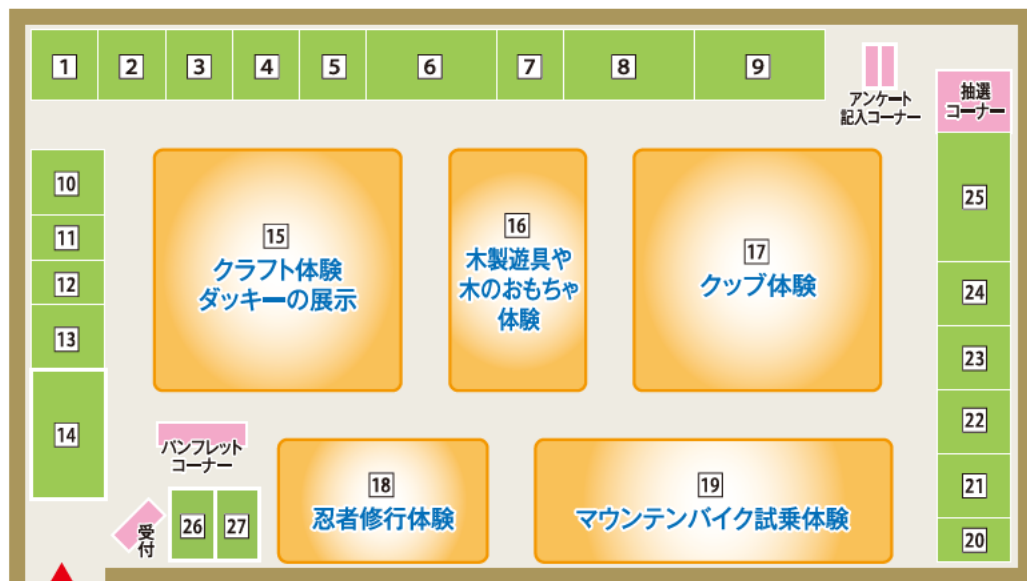 1
2
3
4
5
6
7
8
9
アンケート
記入コーナー
抽選
コーナー
10
11
12
13
14
15
クラフト体験
ダッキーの展示
16
木製遊具や
木のおもちゃ
体験
17
クッブ体験
25
24
23
22
21
20
パンフレット
コーナー
受付
26
27
18
忍者修行体験
19
マウンテンバイク試乗体験